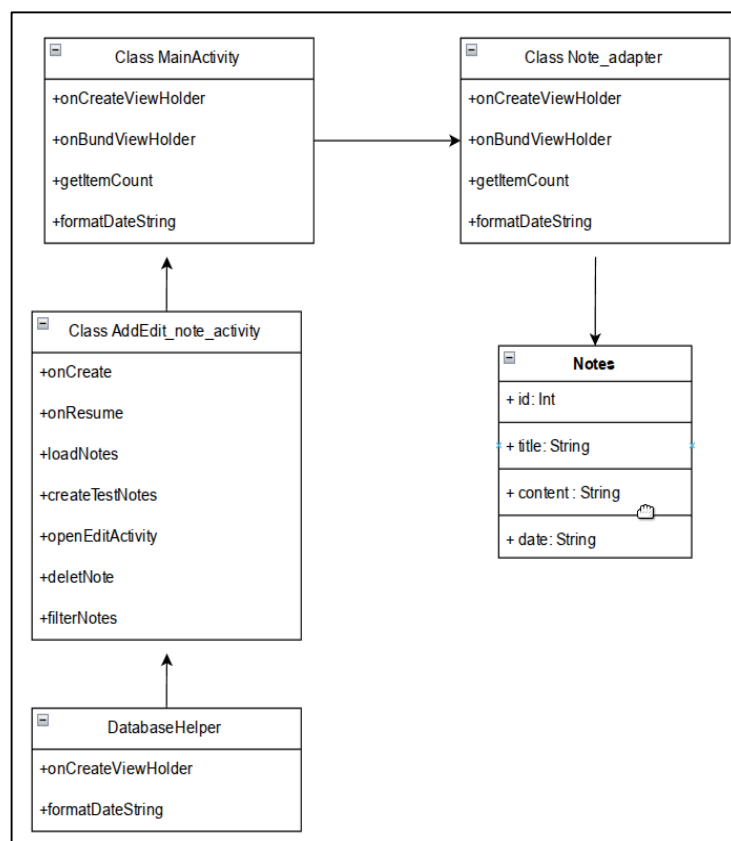 Class MainActivity
+onCreateViewHolder
+onBundViewHolder
+getItemCount
+formatDateString
Class Note_adapter
+onCreateViewHolder
+onBundViewHolder
+getItemCount
+formatDateString
Class AddEdit_note_activity
+onCreate
+onResume
+loadNotes
+createTestNotes
+openEditActivity
+deletNote
+filterNotes
Notes
+ id: Int
+ title: String
+ content : String
+ date: String
DatabaseHelper
+onCreateViewHolder
+formatDateString